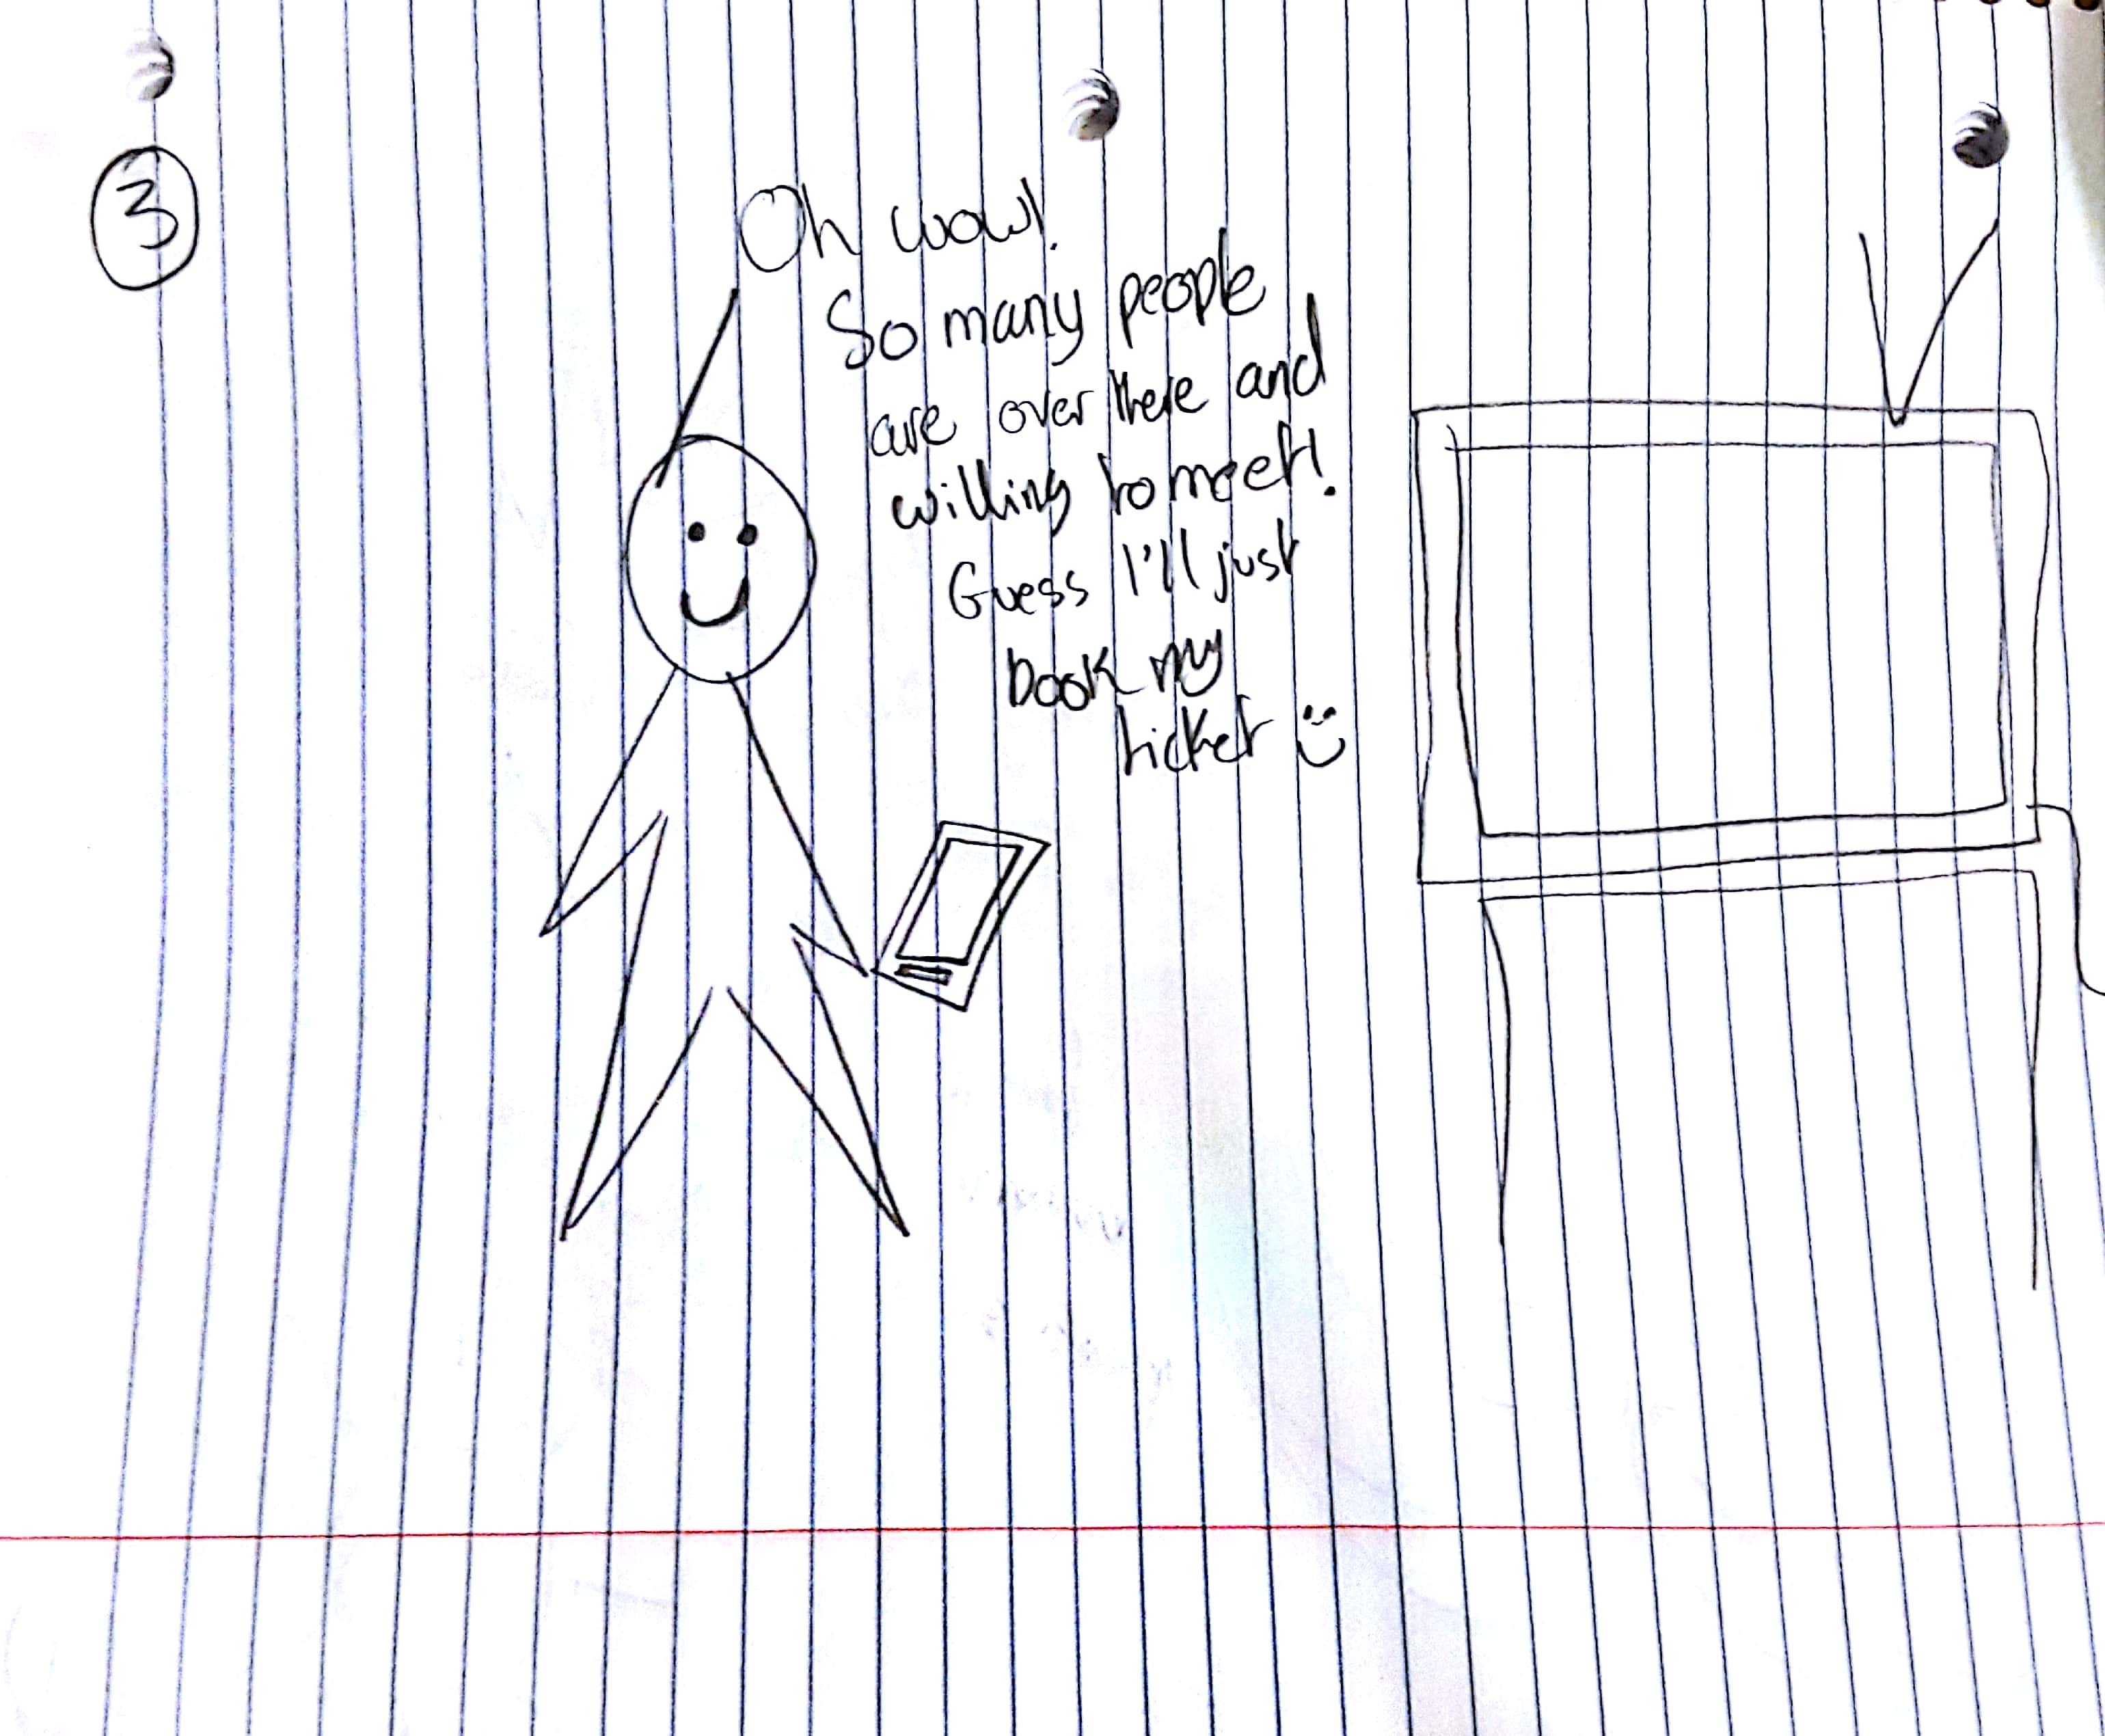 3
Oh wow!
So many people
are over there and
willing to meet!
Guess I'll just
book my
ticket :)